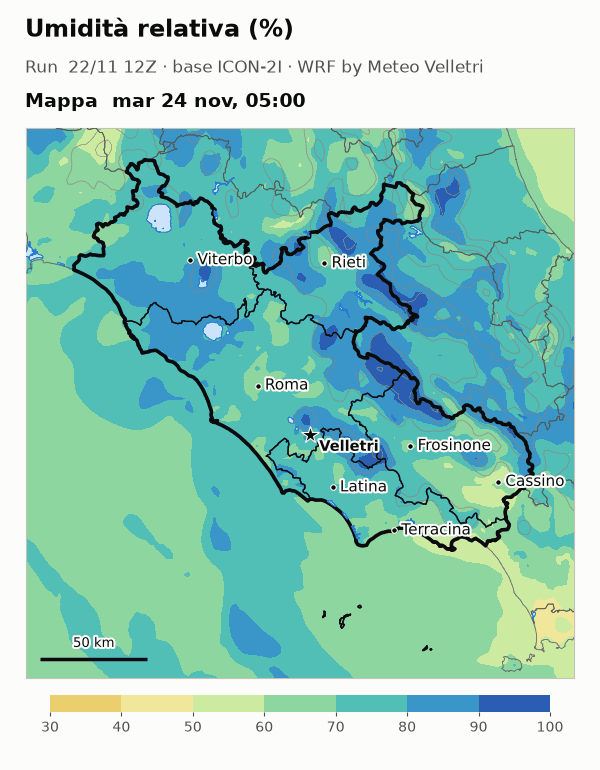 Umidità relativa (%)
Run 22/11 12Z · base ICON-2I · WRF by Meteo Velletri
Mappa mar 24 nov, 05:00
Viterbo
Rieti
Roma
Velletri
Frosinone
Cassino
Latina
Terracina
50 km
30 40 50 60 70 80 90 100